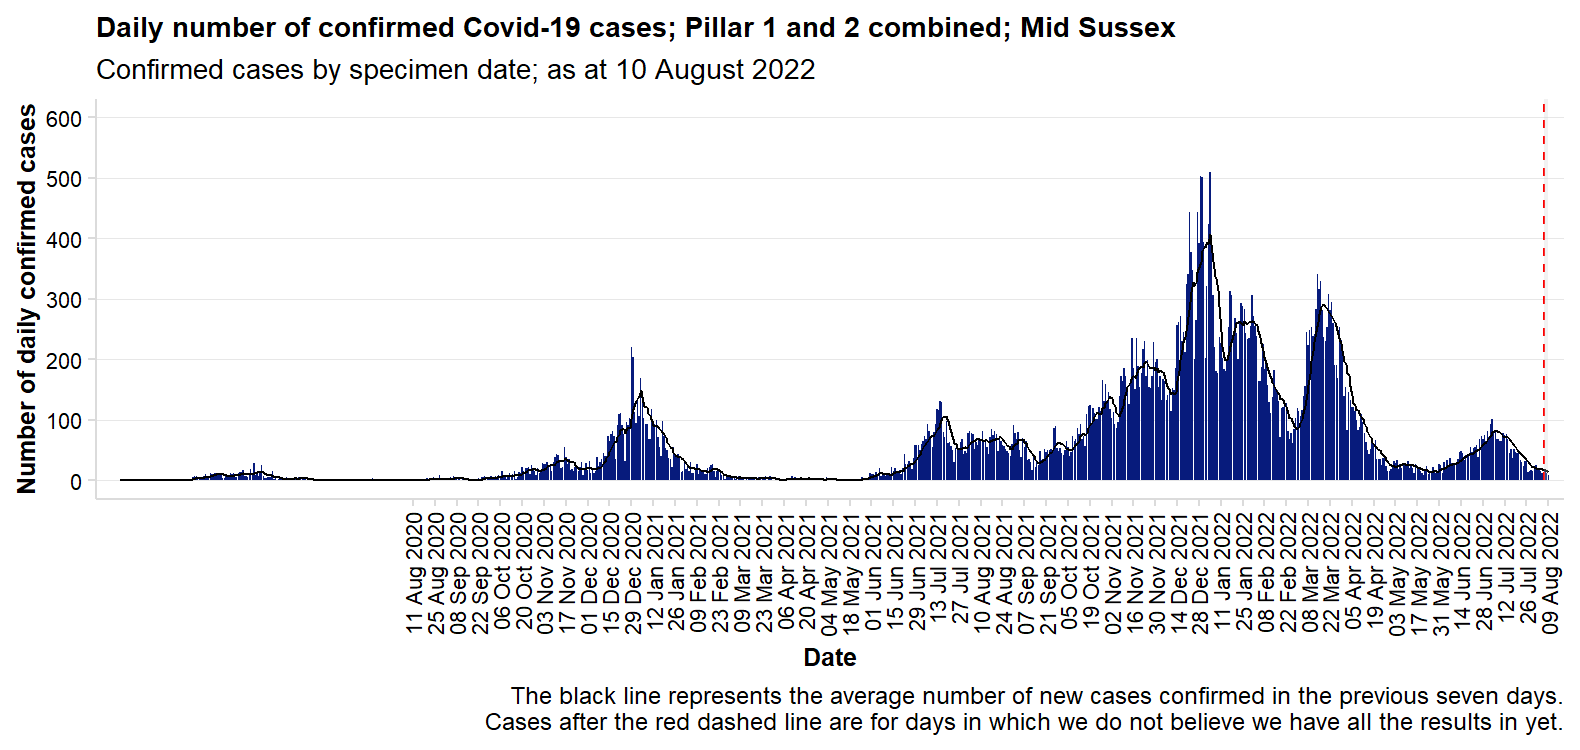 Daily number of confirmed Covid-19 cases; Pillar 1 and 2 combined; Mid Sussex
Confirmed cases by specimen date; as at 10 August 2022
Number of daily confirmed cases
600
500
400
300
200
100
0
11 Aug 2020
25 Aug 2020
08 Sep 2020
22 Sep 2020
06 Oct 2020
20 Oct 2020
03 Nov 2020
17 Nov 2020
01 Dec 2020
15 Dec 2020
29 Dec 2020
12 Jan 2021
26 Jan 2021
09 Feb 2021
23 Feb 2021
09 Mar 2021
23 Mar 2021
06 Apr 2021
20 Apr 2021
04 May 2021
18 May 2021
01 Jun 2021
15 Jun 2021
29 Jun 2021
13 Jul 2021
27 Jul 2021
10 Aug 2021
24 Aug 2021
07 Sep 2021
21 Sep 2021
05 Oct 2021
19 Oct 2021
02 Nov 2021
16 Nov 2021
30 Nov 2021
14 Dec 2021
28 Dec 2021
11 Jan 2022
25 Jan 2022
08 Feb 2022
22 Feb 2022
08 Mar 2022
22 Mar 2022
05 Apr 2022
19 Apr 2022
03 May 2022
17 May 2022
31 May 2022
14 Jun 2022
28 Jun 2022
12 Jul 2022
26 Jul 2022
09 Aug 2022
Date
The black line represents the average number of new cases confirmed in the previous seven days.
Cases after the red dashed line are for days in which we do not believe we have all the results in yet.